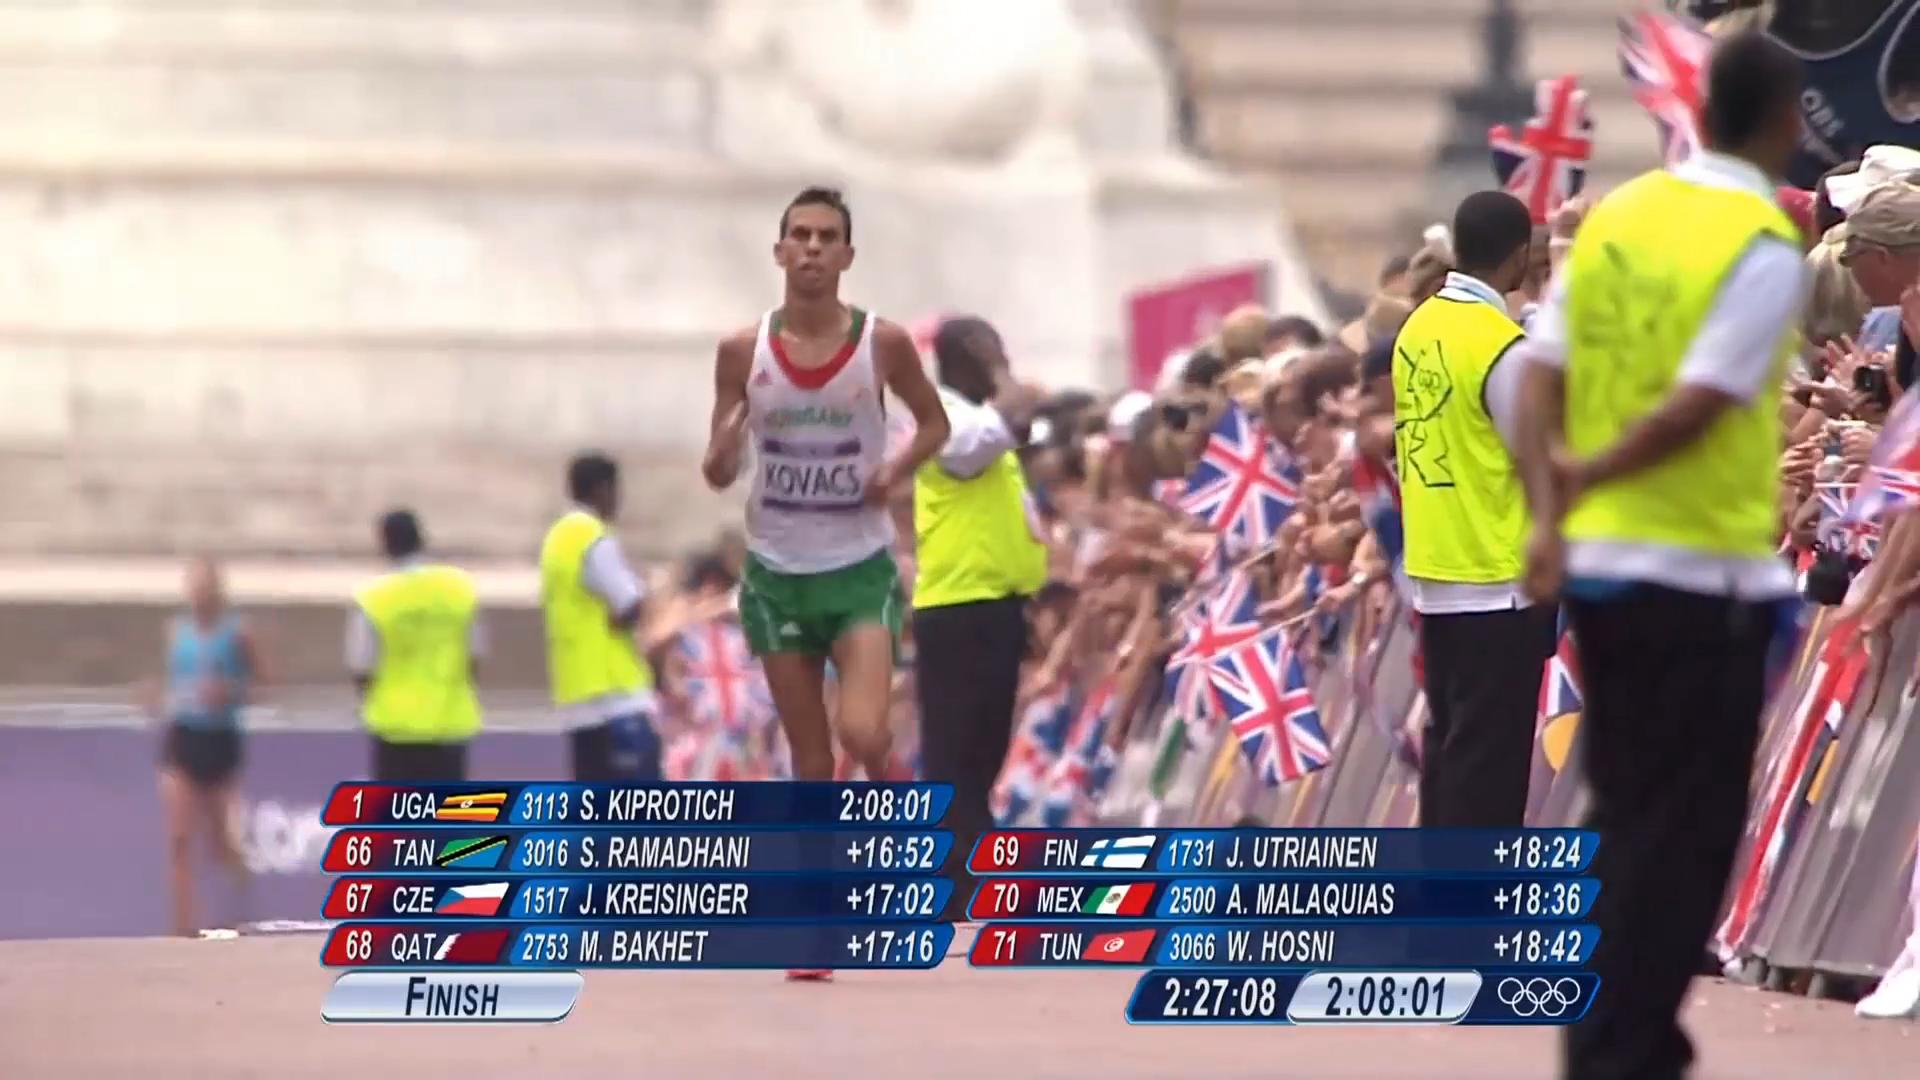 OBS
HUNGARY
KOVACS
1 UGA 3113 S. KIPROTICH 2:08:01
66 TAN 3016 S. RAMADHANI +16:52
67 CZE 1517 J. KREISINGER +17:02
68 QAT 2753 M. BAKHET +17:16
69 FIN 1731 J. UTRIAINEN +18:24
70 MEX 2500 A. MALAQUIAS +18:36
71 TUN 3066 W. HOSNI +18:42
FINISH
2:27:08 2:08:01